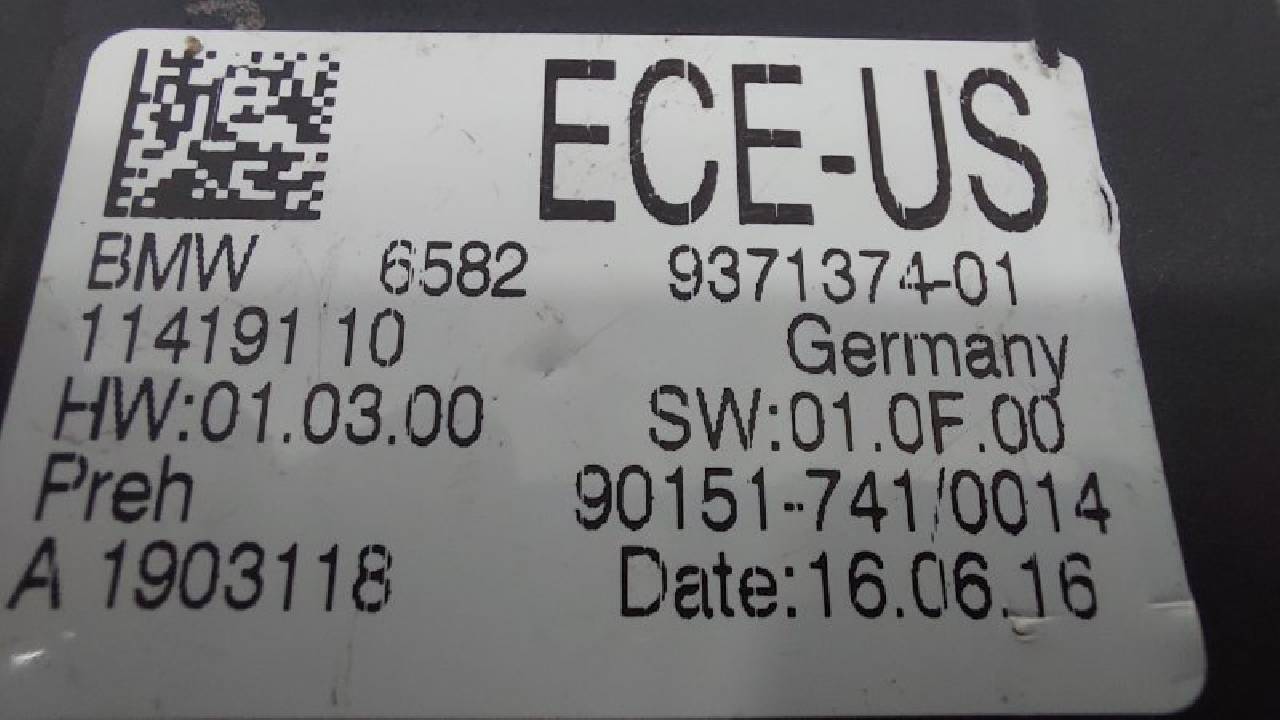 ECE-US
BMW 6582 9371374-01
114191 10 Germany
HW:01.03.00 SW:01.0F.00
Preh 90151-741/0014
A 1903118 Date:16.06.16